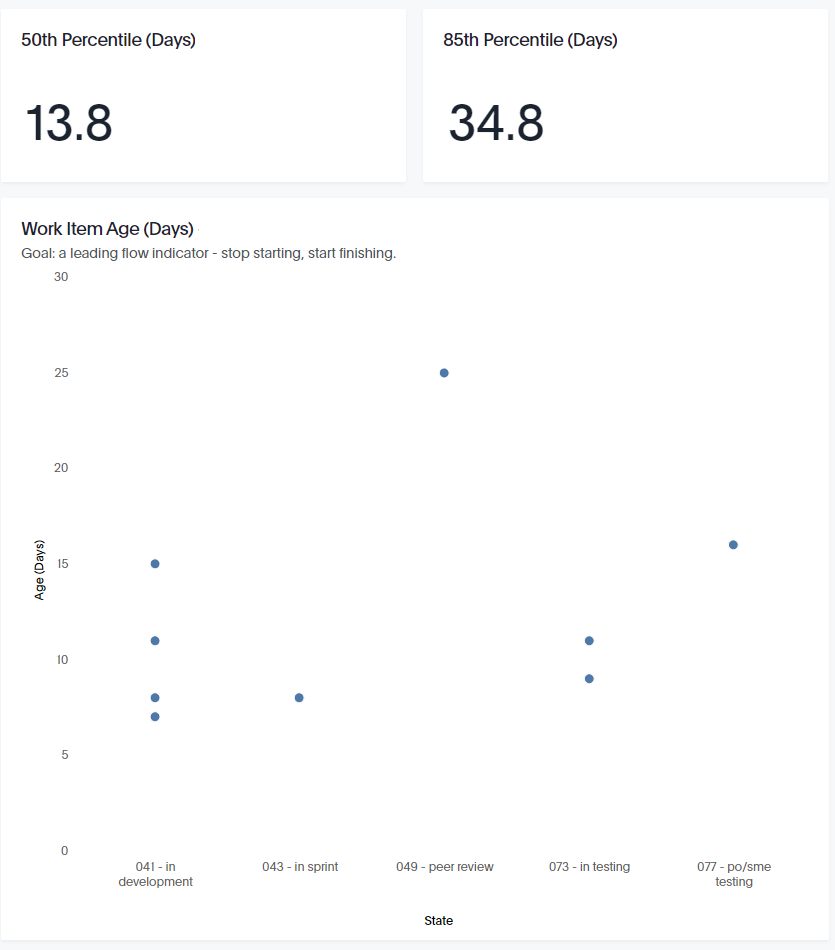 50th Percentile (Days)
85th Percentile (Days)
13.8
34.8
Work Item Age (Days)
Goal: a leading flow indicator - stop starting, start finishing.
30
25
20
15
10
5
0
Age (Days)
041 - in
development
043 - in sprint
049 - peer review
073 - in testing
077 - po/sme
testing
State